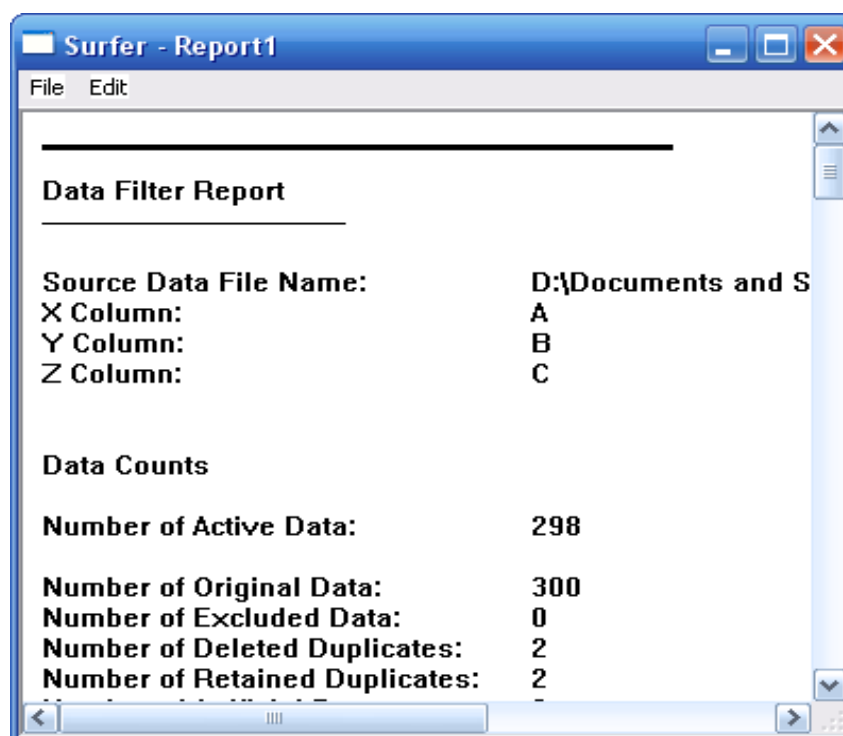 Surfer - Report1
File Edit
Data Filter Report
Source Data File Name: D:\Documents and S
X Column: A
Y Column: B
Z Column: C
Data Counts
Number of Active Data: 298
Number of Original Data: 300
Number of Excluded Data: 0
Number of Deleted Duplicates: 2
Number of Retained Duplicates: 2